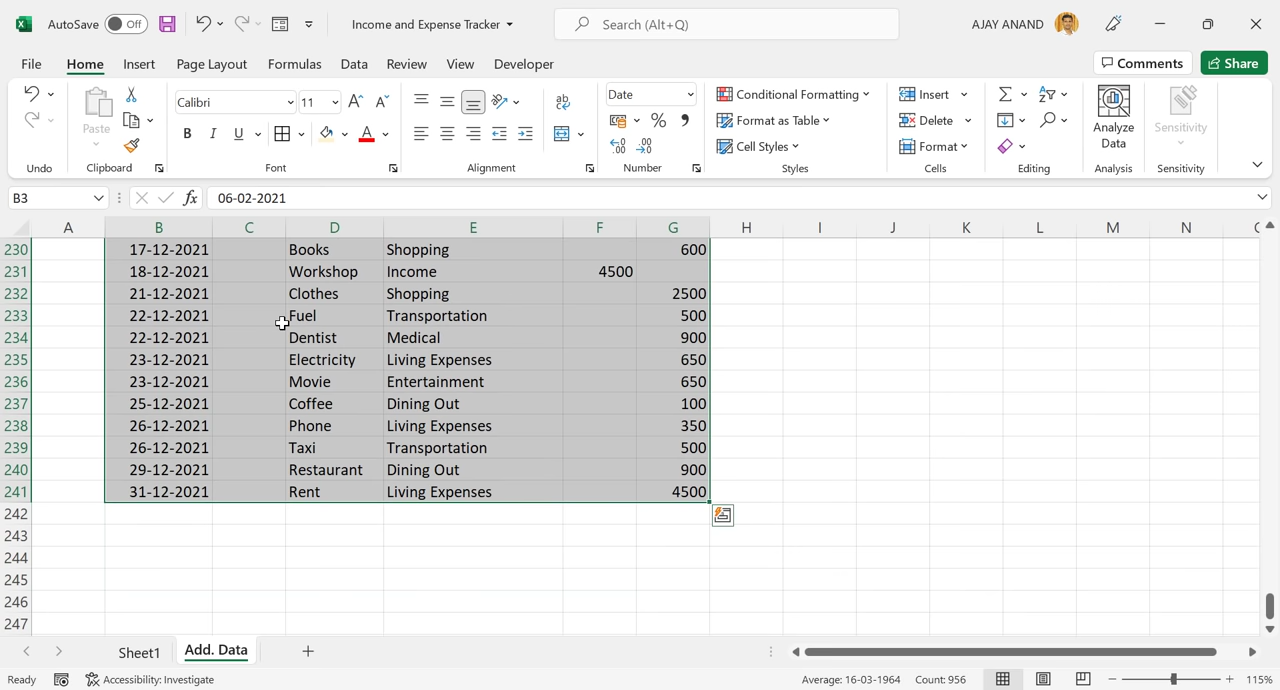 AutoSave Off Income and Expense Tracker Search (Alt+Q) AJAY ANAND
File Home Insert Page Layout Formulas Data Review View Developer Comments Share
Calibri 11 Date Conditional Formatting Insert Delete Format
Paste Format as Table Cell Styles Analyze Data Sensitivity
Undo Clipboard Font Alignment Number Styles Cells Editing Analysis Sensitivity
B3 fx 06-02-2021
A B C D E F G H I J K L M N
230 17-12-2021 Books Shopping 600
231 18-12-2021 Workshop Income 4500
232 21-12-2021 Clothes Shopping 2500
233 22-12-2021 Fuel Transportation 500
234 22-12-2021 Dentist Medical 900
235 23-12-2021 Electricity Living Expenses 650
236 23-12-2021 Movie Entertainment 650
237 25-12-2021 Coffee Dining Out 100
238 26-12-2021 Phone Living Expenses 350
239 26-12-2021 Taxi Transportation 500
240 29-12-2021 Restaurant Dining Out 900
241 31-12-2021 Rent Living Expenses 4500
242
243
244
245
246
247
Sheet1 Add. Data
Ready Accessibility: Investigate Average: 16-03-1964 Count: 956 115%